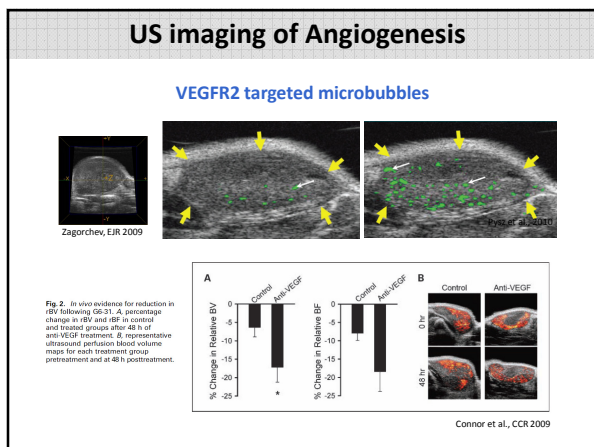 US imaging of Angiogenesis
VEGFR2 targeted microbubbles
+Y
-X
+X
-Y
Zagorchev, EJR 2009
Pysz et al., 2010
Fig. 2. In vivo evidence for reduction in
rBV following G6-31. A, percentage
change in rBV and rBF in control
and treated groups after 48 h of
anti-VEGF treatment. B, representative
ultrasound perfusion blood volume
maps for each treatment group
pretreatment and at 48 h posttreatment.
A
Control
Anti-VEGF
% Change in Relative BV
0
-5
-10
-15
-20
-25
*
Control
Anti-VEGF
% Change in Relative BF
0
-5
-10
-15
-20
-25
B
Control
Anti-VEGF
0 hr
48 hr
Connor et al., CCR 2009